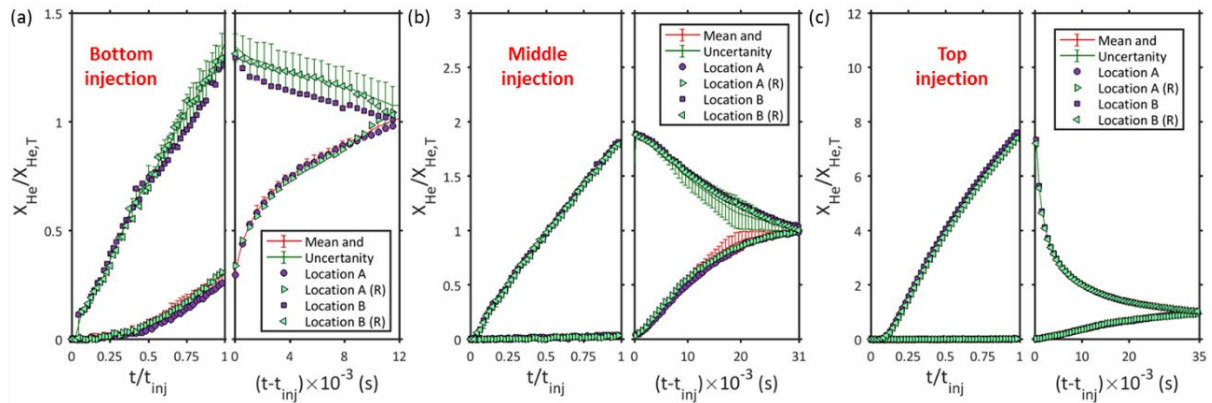 (a)
Bottom
injection
1.5
1
0.5
0
X_He/X_He,T
0 0.25 0.5 0.75 1
t/t_inj
0 4 8 12
(t-t_inj)×10^-3 (s)
Mean and
Uncertanity
Location A
Location A (R)
Location B
Location B (R)
(b)
Middle
injection
3
2.5
2
1.5
1
0.5
0
X_He/X_He,T
0 0.25 0.5 0.75 1
t/t_inj
0 10 20 31
(t-t_inj)×10^-3 (s)
Mean and
Uncertanity
Location A
Location A (R)
Location B
Location B (R)
(c)
Top
injection
12
10
8
6
4
2
0
X_He/X_He,T
0 0.25 0.5 0.75 1
t/t_inj
0 10 20 35
(t-t_inj)×10^-3 (s)
Mean and
Uncertanity
Location A
Location A (R)
Location B
Location B (R)